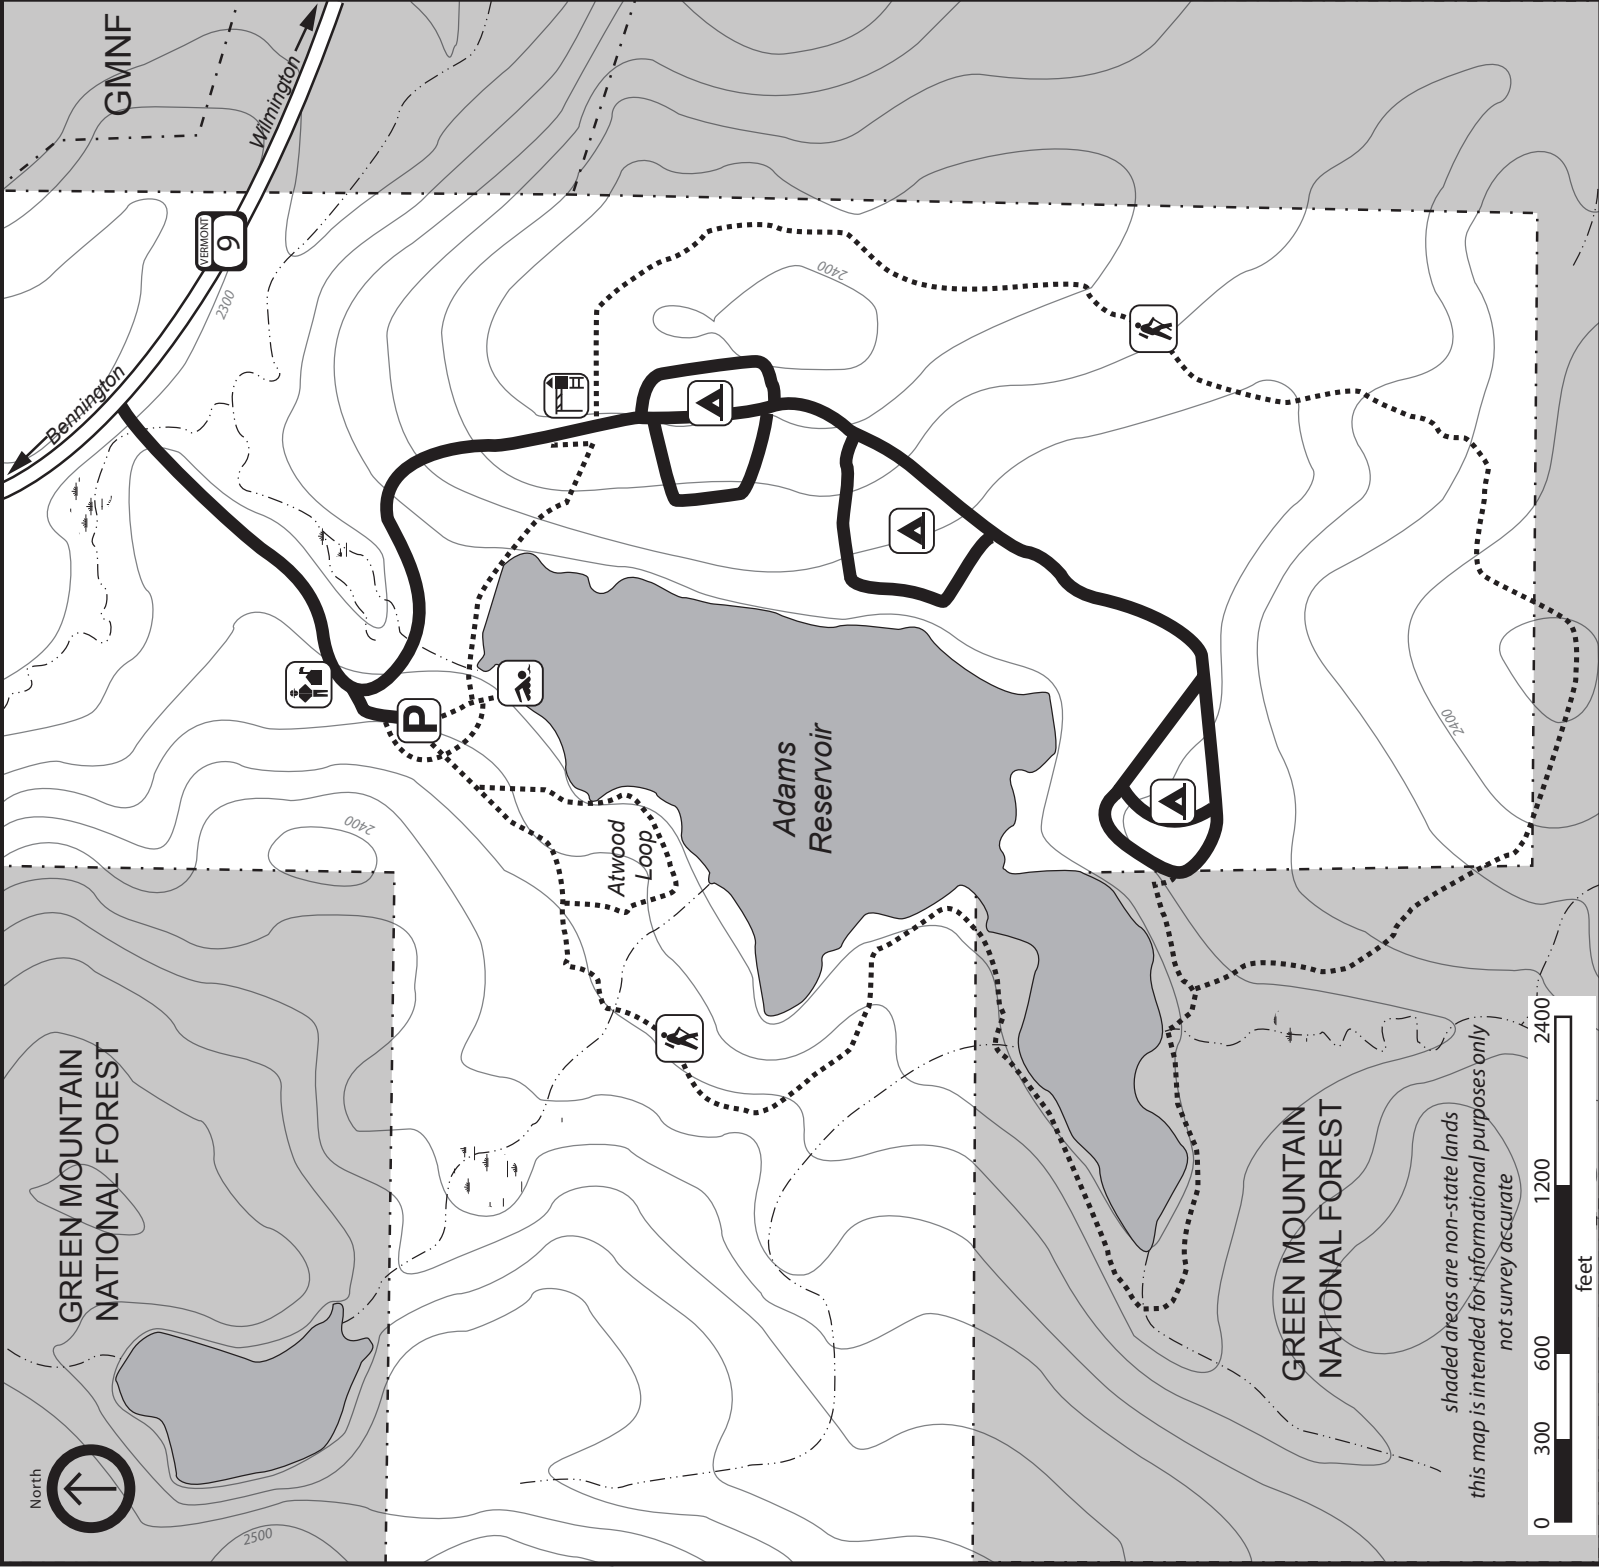 North
GREEN MOUNTAIN
NATIONAL FOREST
Bennington
GMNF
VERMONT
9
2300
Wilmington
2500
2400
P
Atwood
Loop
Adams
Reservoir
2400
GREEN MOUNTAIN
NATIONAL FOREST
2400
shaded areas are non-state lands
this map is intended for informational purposes only
not survey accurate
0 300 600 1200 2400
feet